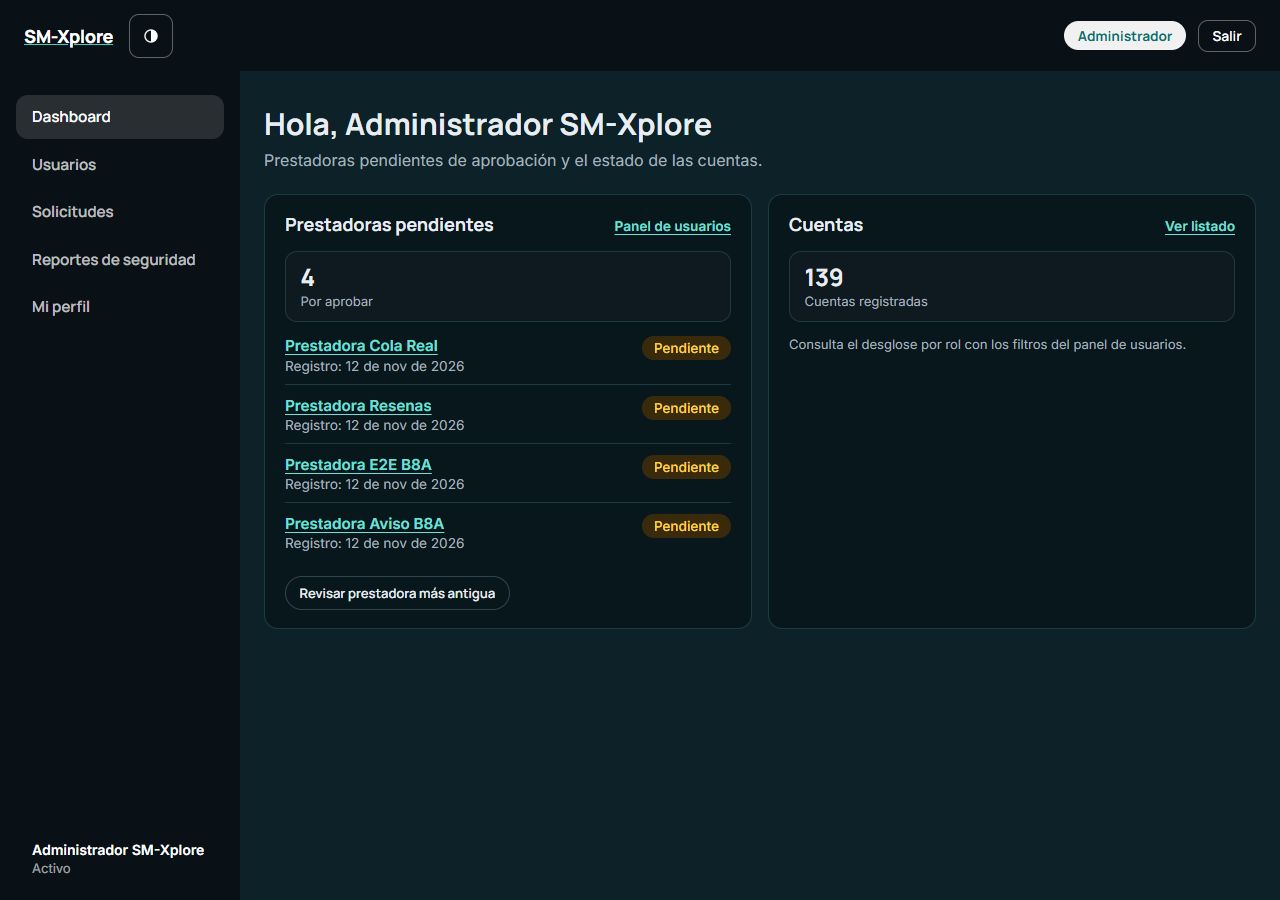 SM-Xplore
Administrador
Salir
Dashboard
Usuarios
Solicitudes
Reportes de seguridad
Mi perfil
Hola, Administrador SM-Xplore
Prestadoras pendientes de aprobación y el estado de las cuentas.
Prestadoras pendientes
Panel de usuarios
4
Por aprobar
Prestadora Cola Real
Pendiente
Registro: 12 de nov de 2026
Prestadora Resenas
Pendiente
Registro: 12 de nov de 2026
Prestadora E2E B8A
Pendiente
Registro: 12 de nov de 2026
Prestadora Aviso B8A
Pendiente
Registro: 12 de nov de 2026
Revisar prestadora más antigua
Cuentas
Ver listado
139
Cuentas registradas
Consulta el desglose por rol con los filtros del panel de usuarios.
Administrador SM-Xplore
Activo